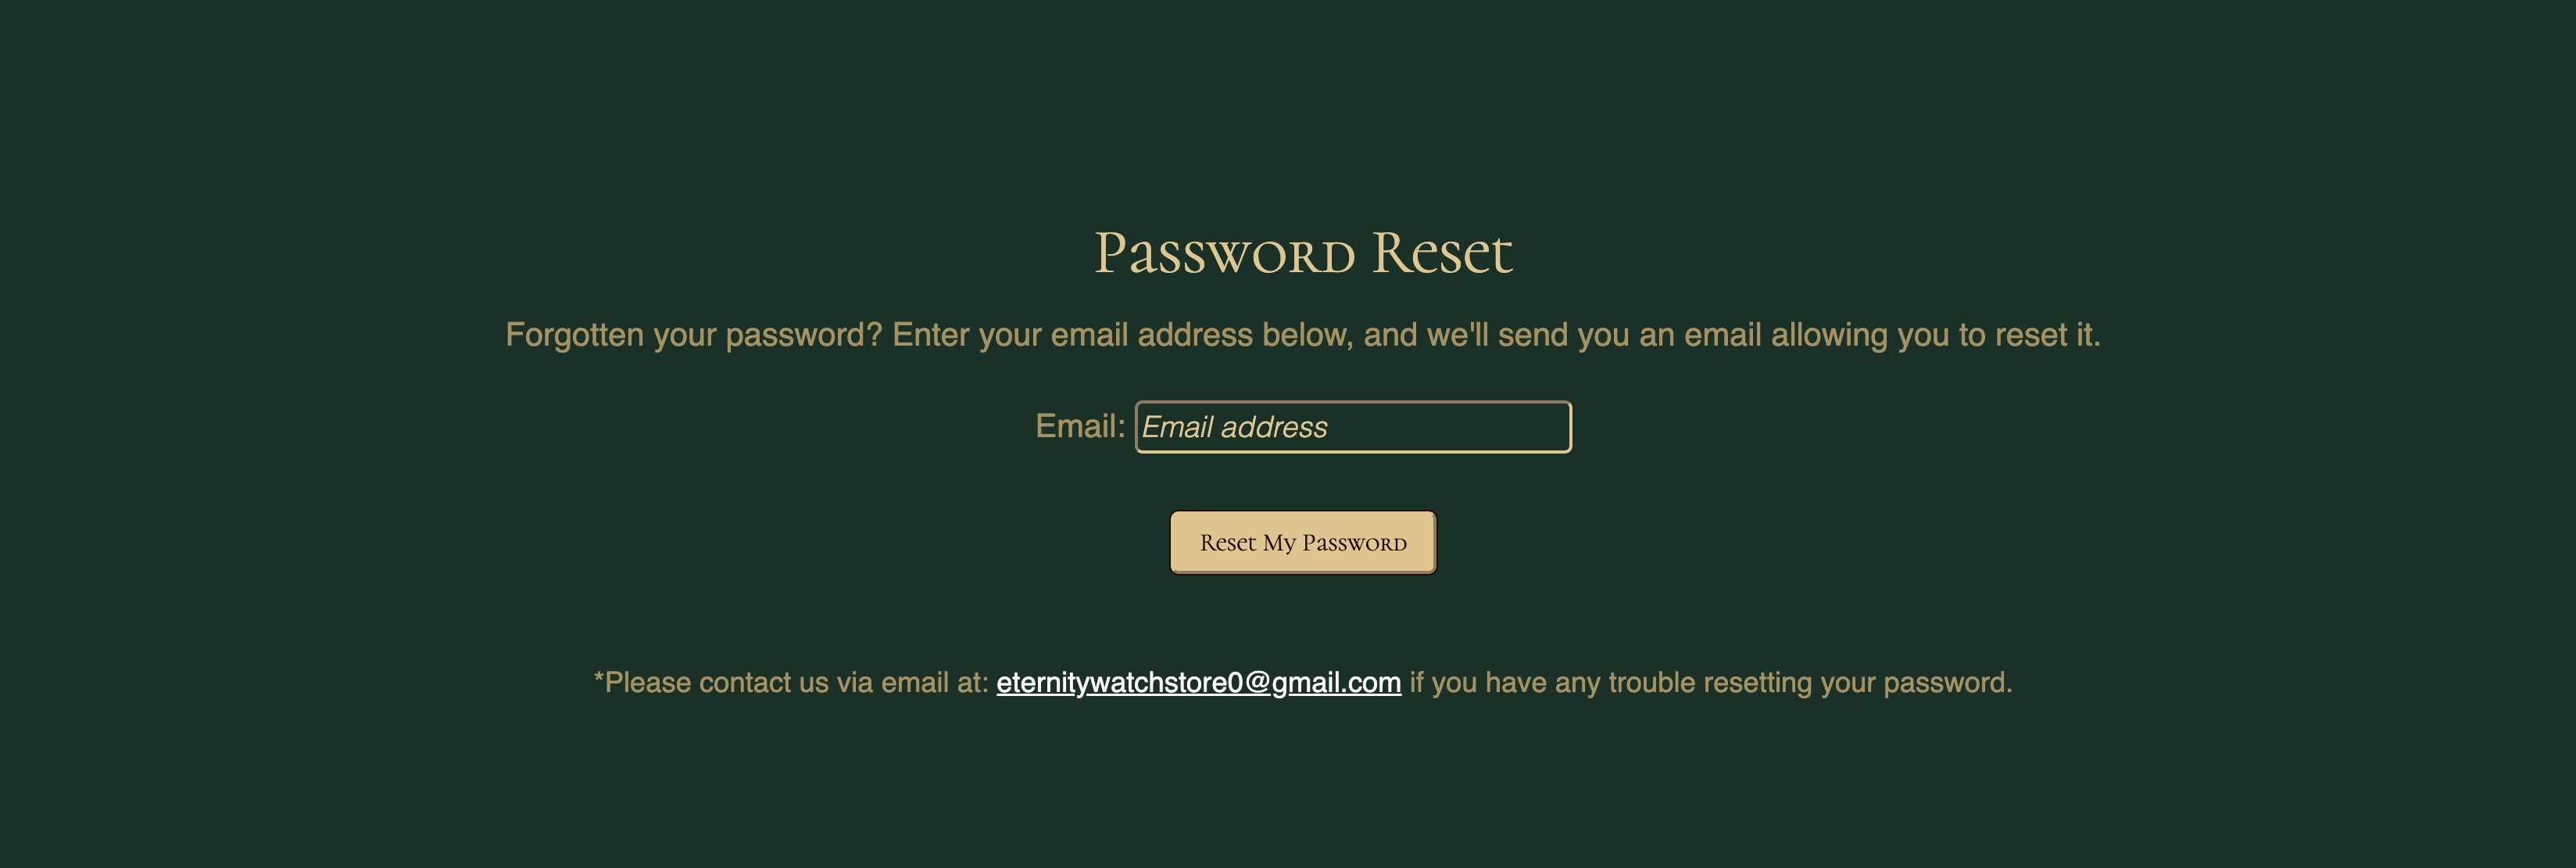 Password Reset
Forgotten your password? Enter your email address below, and we'll send you an email allowing you to reset it.
Email: Email address
Reset My Password
*Please contact us via email at: eternitywatchstore0@gmail.com if you have any trouble resetting your password.